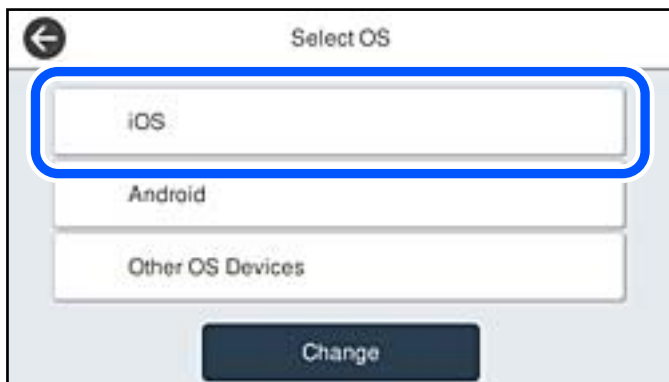 Select OS
iOS
Android
Other OS Devices
Change